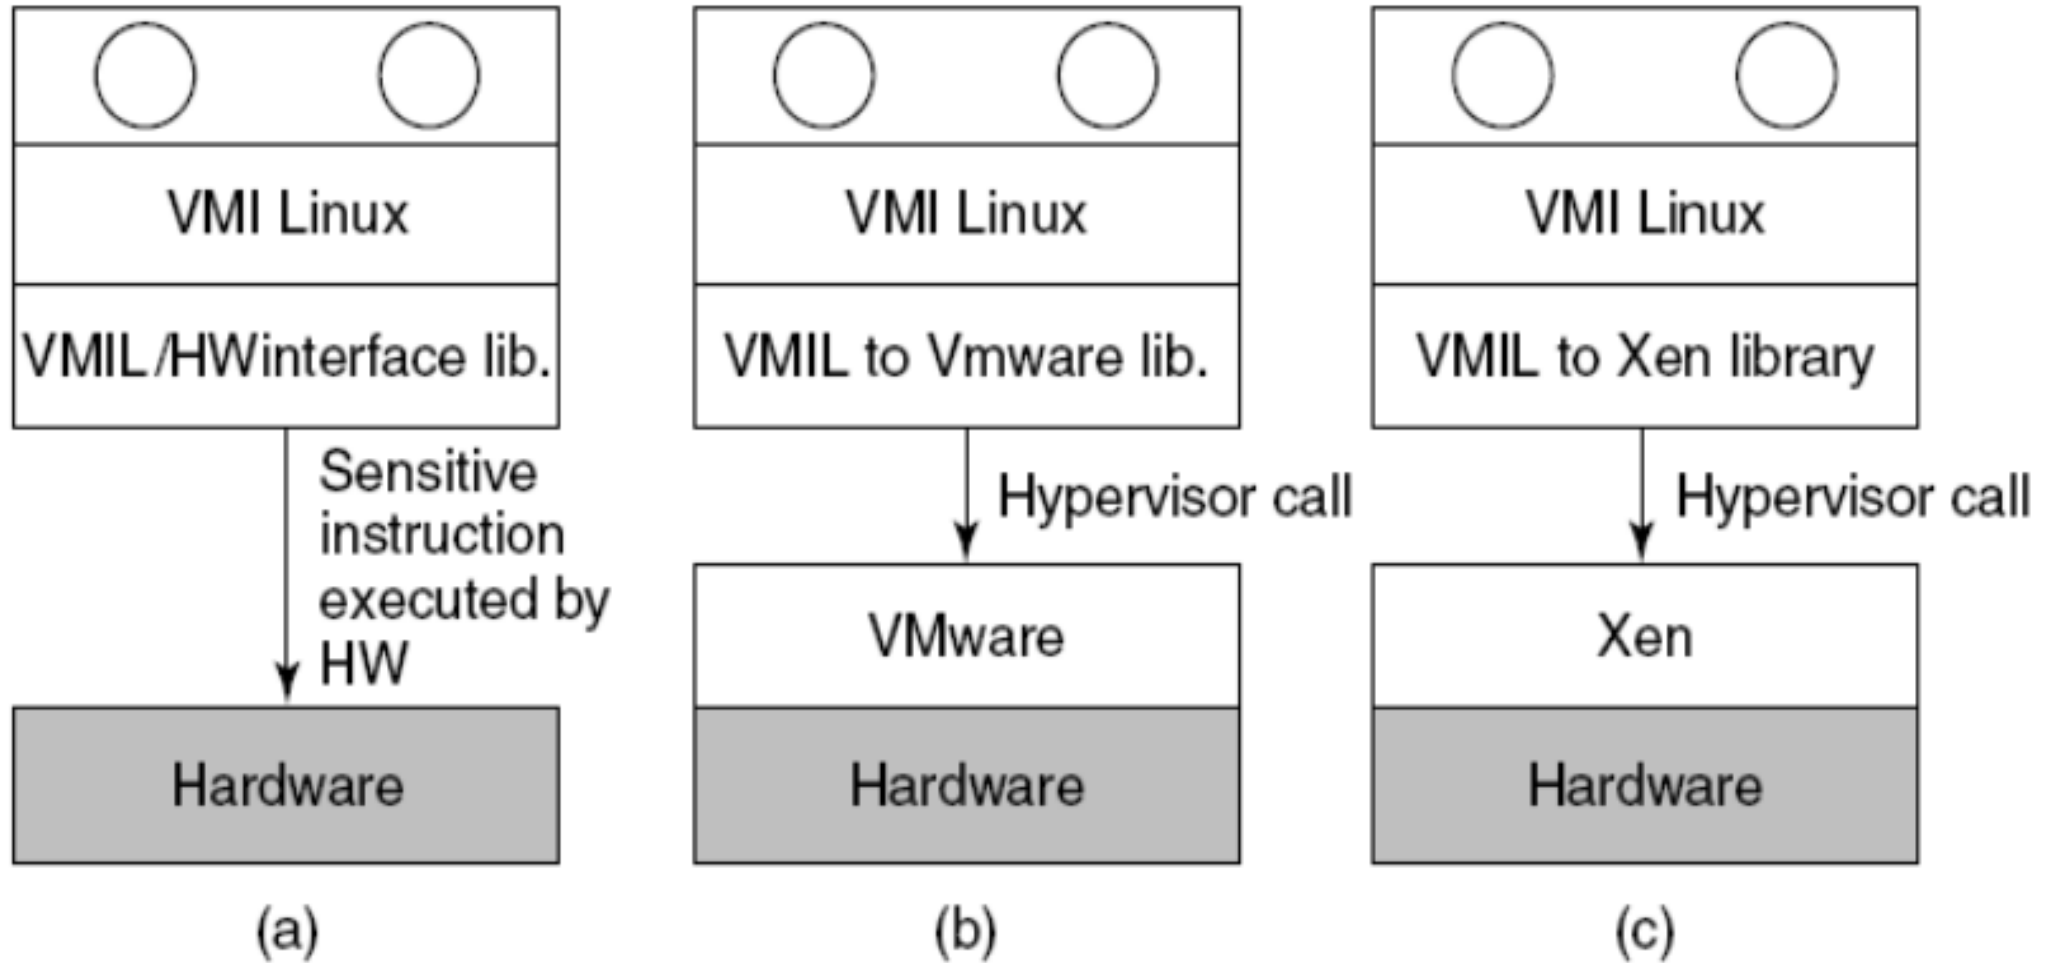 VMI Linux
VMIL/HWinterface lib.
Sensitive
instruction
executed by
HW
Hardware
(a)
VMI Linux
VMIL to Vmware lib.
Hypervisor call
VMware
Hardware
(b)
VMI Linux
VMIL to Xen library
Hypervisor call
Xen
Hardware
(c)